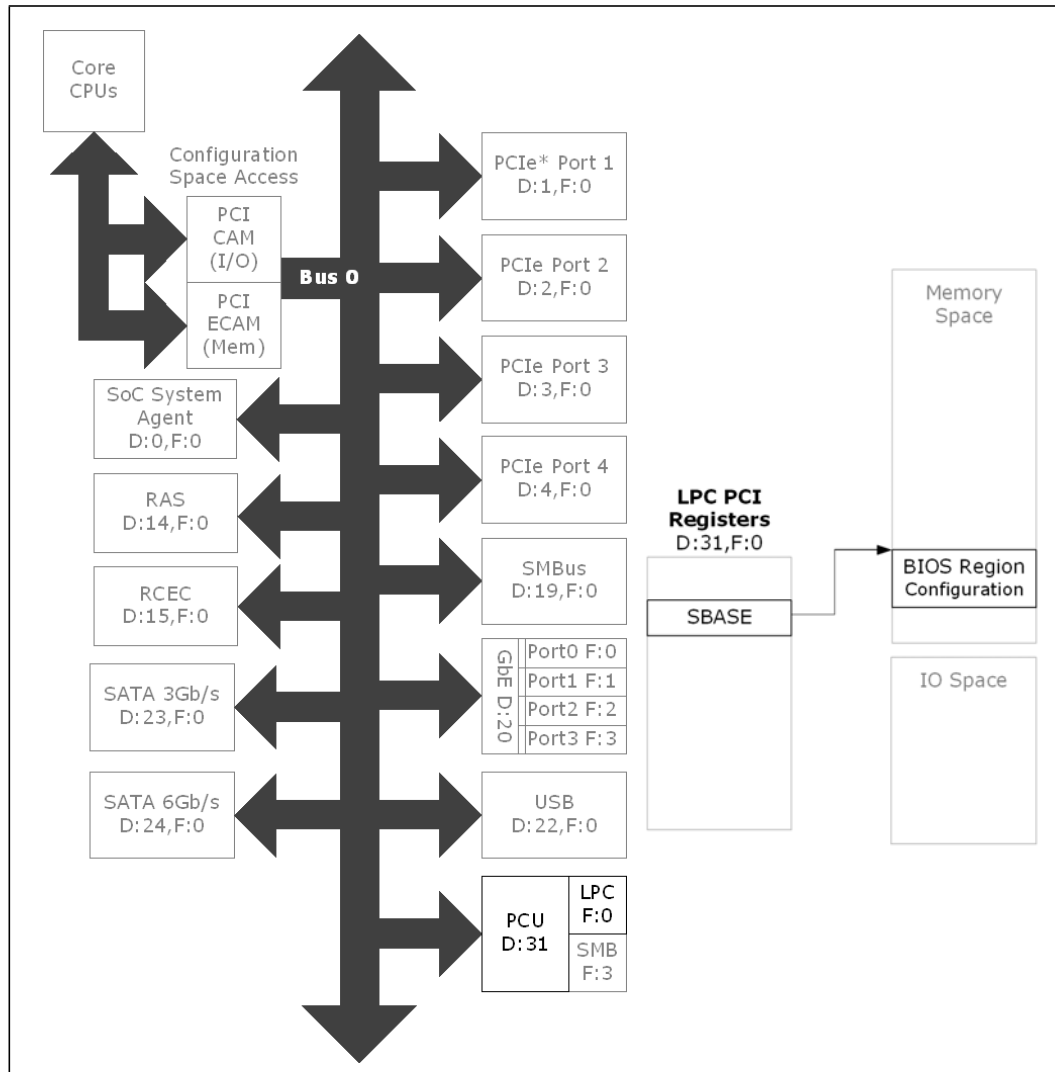 Core
CPUs
Configuration
Space Access
PCI
CAM
(I/O)
PCI
ECAM
(Mem)
Bus 0
SoC System
Agent
D:0,F:0
RAS
D:14,F:0
RCEC
D:15,F:0
SATA 3Gb/s
D:23,F:0
SATA 6Gb/s
D:24,F:0
PCIe* Port 1
D:1,F:0
PCIe Port 2
D:2,F:0
PCIe Port 3
D:3,F:0
PCIe Port 4
D:4,F:0
SMBus
D:19,F:0
GbE D:20
Port0 F:0
Port1 F:1
Port2 F:2
Port3 F:3
USB
D:22,F:0
PCU
D:31
LPC
F:0
SMB
F:3
LPC PCI
Registers
D:31,F:0
SBASE
Memory
Space
BIOS Region
Configuration
IO Space